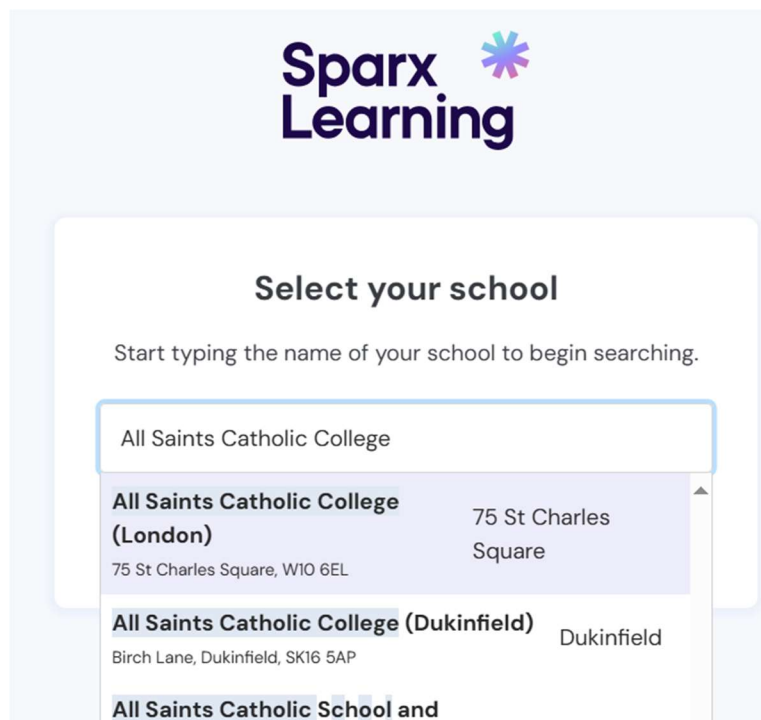 Sparx
Learning
Select your school
Start typing the name of your school to begin searching.
All Saints Catholic College
All Saints Catholic College
(London)
75 St Charles Square, W10 6EL
75 St Charles
Square
All Saints Catholic College (Dukinfield)
Birch Lane, Dukinfield, SK16 5AP
Dukinfield
All Saints Catholic School and